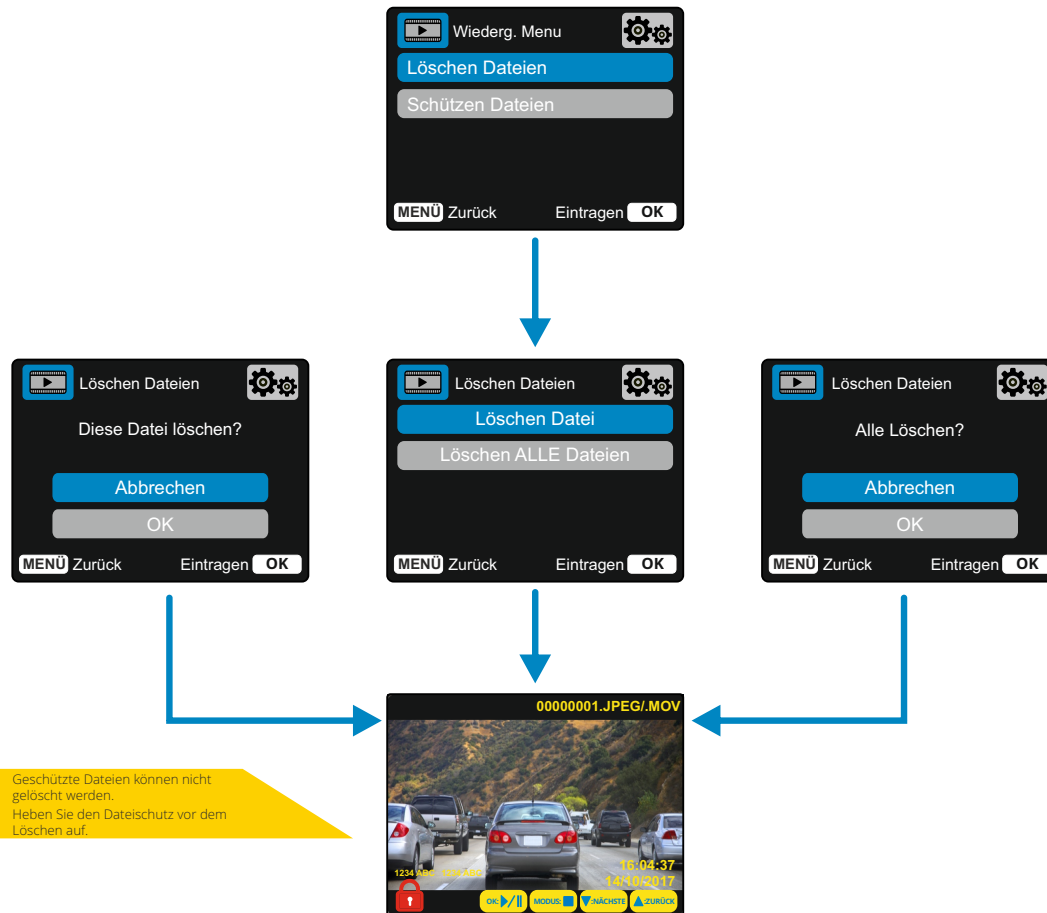 Wiederg. Menu
Löschen Dateien
Schützen Dateien
MENÜ Zurück Eintragen OK
Löschen Dateien
Diese Datei löschen?
Abbrechen
OK
MENÜ Zurück Eintragen OK
Löschen Dateien
Löschen Datei
Löschen ALLE Dateien
MENÜ Zurück Eintragen OK
Löschen Dateien
Alle Löschen?
Abbrechen
OK
MENÜ Zurück Eintragen OK
00000001.JPEG/.MOV
Geschützte Dateien können nicht
gelöscht werden.
Heben Sie den Dateischutz vor dem
Löschen auf.
16:04:37
1234 ABC
14/10/2017
OK: MODUS: :NÄCHSTE :ZURÜCK